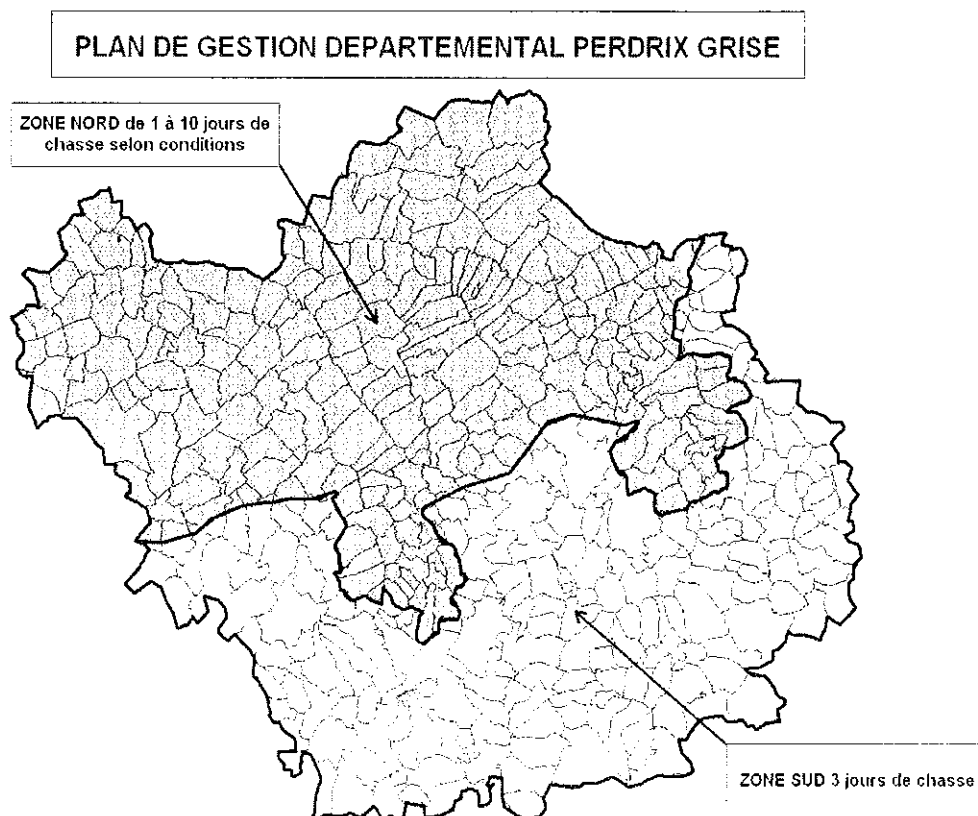 PLAN DE GESTION DEPARTEMENTAL PERDRIX GRISE
ZONE NORD de 1 à 10 jours de
chasse selon conditions
ZONE SUD 3 jours de chasse